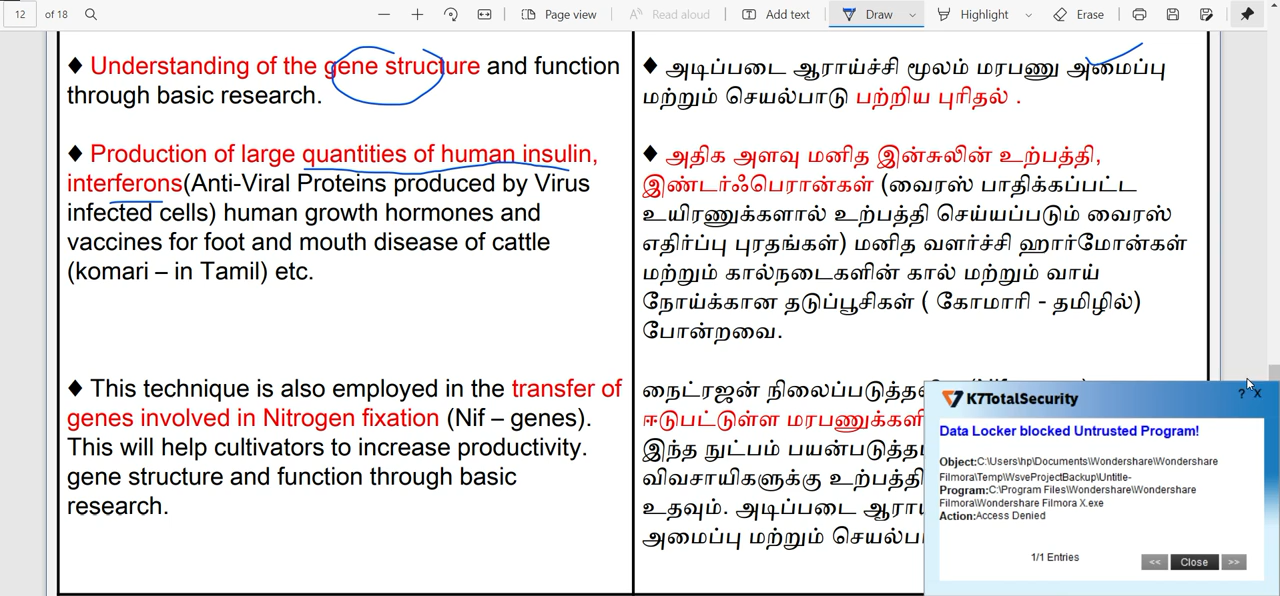 12 of 18 Page view Read aloud Add text Draw Highlight Erase
♦ Understanding of the gene structure and function
through basic research.
♦ Production of large quantities of human insulin,
interferons(Anti-Viral Proteins produced by Virus
infected cells) human growth hormones and
vaccines for foot and mouth disease of cattle
(komari – in Tamil) etc.
♦ This technique is also employed in the transfer of
genes involved in Nitrogen fixation (Nif – genes).
This will help cultivators to increase productivity.
gene structure and function through basic
research.
♦ அடிப்படை ஆராய்ச்சி மூலம் மரபணு அமைப்பு
மற்றும் செயல்பாடு பற்றிய புரிதல் .
♦ அதிக அளவு மனித இன்சுலின் உற்பத்தி,
இண்டர்ஃபெரான்கள் (வைரஸ் பாதிக்கப்பட்ட
உயிரணுக்களால் உற்பத்தி செய்யப்படும் வைரஸ்
எதிர்ப்பு புரதங்கள்) மனித வளர்ச்சி ஹார்மோன்கள்
மற்றும் கால்நடைகளின் கால் மற்றும் வாய்
நோய்க்கான தடுப்பூசிகள் ( கோமாரி - தமிழில்)
போன்றவை.
நைட்ரஜன்
ஈடுபட்டுள்ள
இந்த நுட்பம்
விவசாயிகளுக்கு
உதவும். அடிப்படை
அமைப்பு மற்றும்
? X
K7TotalSecurity
Data Locker blocked Untrusted Program!
Object:C:\Users\hp\Documents\Wondershare\Wondershare
Filmora\Temp\WsveProjectBackup\Untitle-
Program:C:\Program Files\Wondershare\Wondershare
Filmora\Wondershare Filmora X.exe
Action:Access Denied
1/1 Entries
<< Close >>